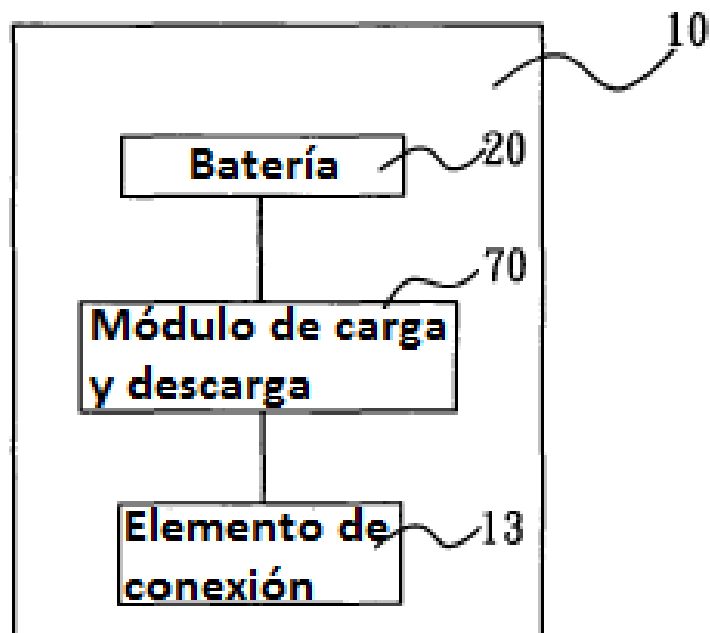 10
Batería
20
70
Módulo de carga
y descarga
Elemento de
conexión
13